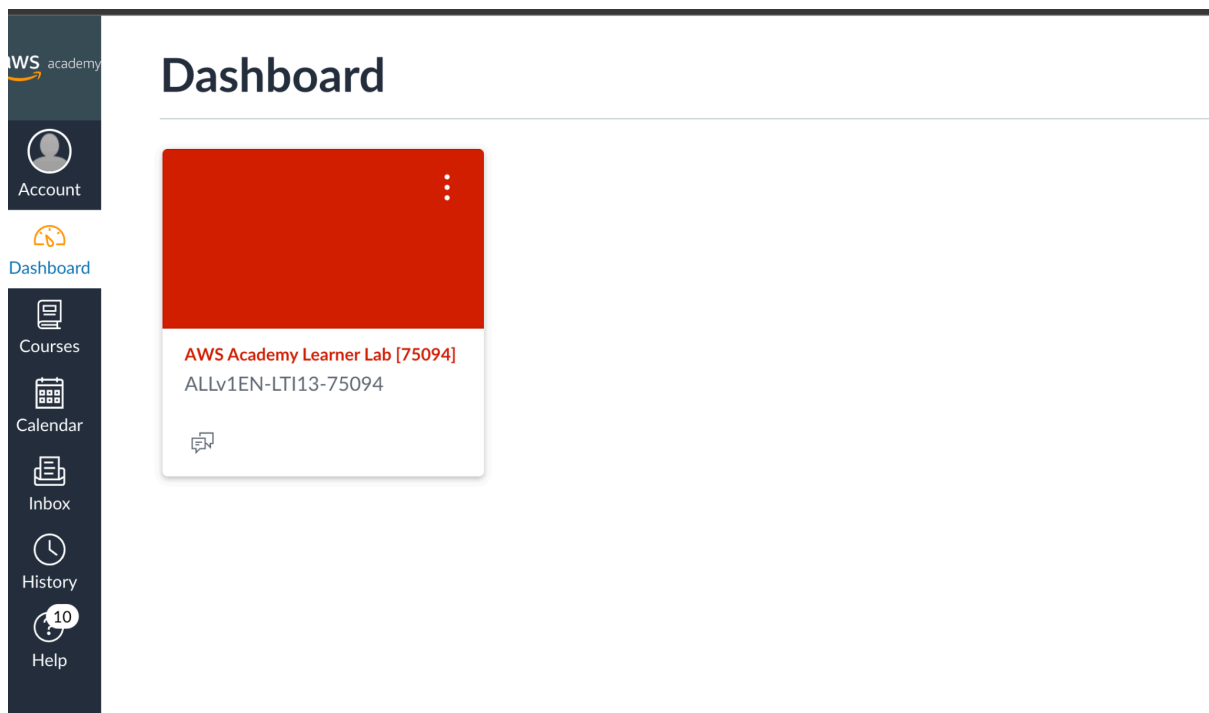 aws academy
Dashboard
Account
Dashboard
Courses
Calendar
Inbox
History
10
Help
AWS Academy Learner Lab [75094]
ALLv1EN-LTI13-75094